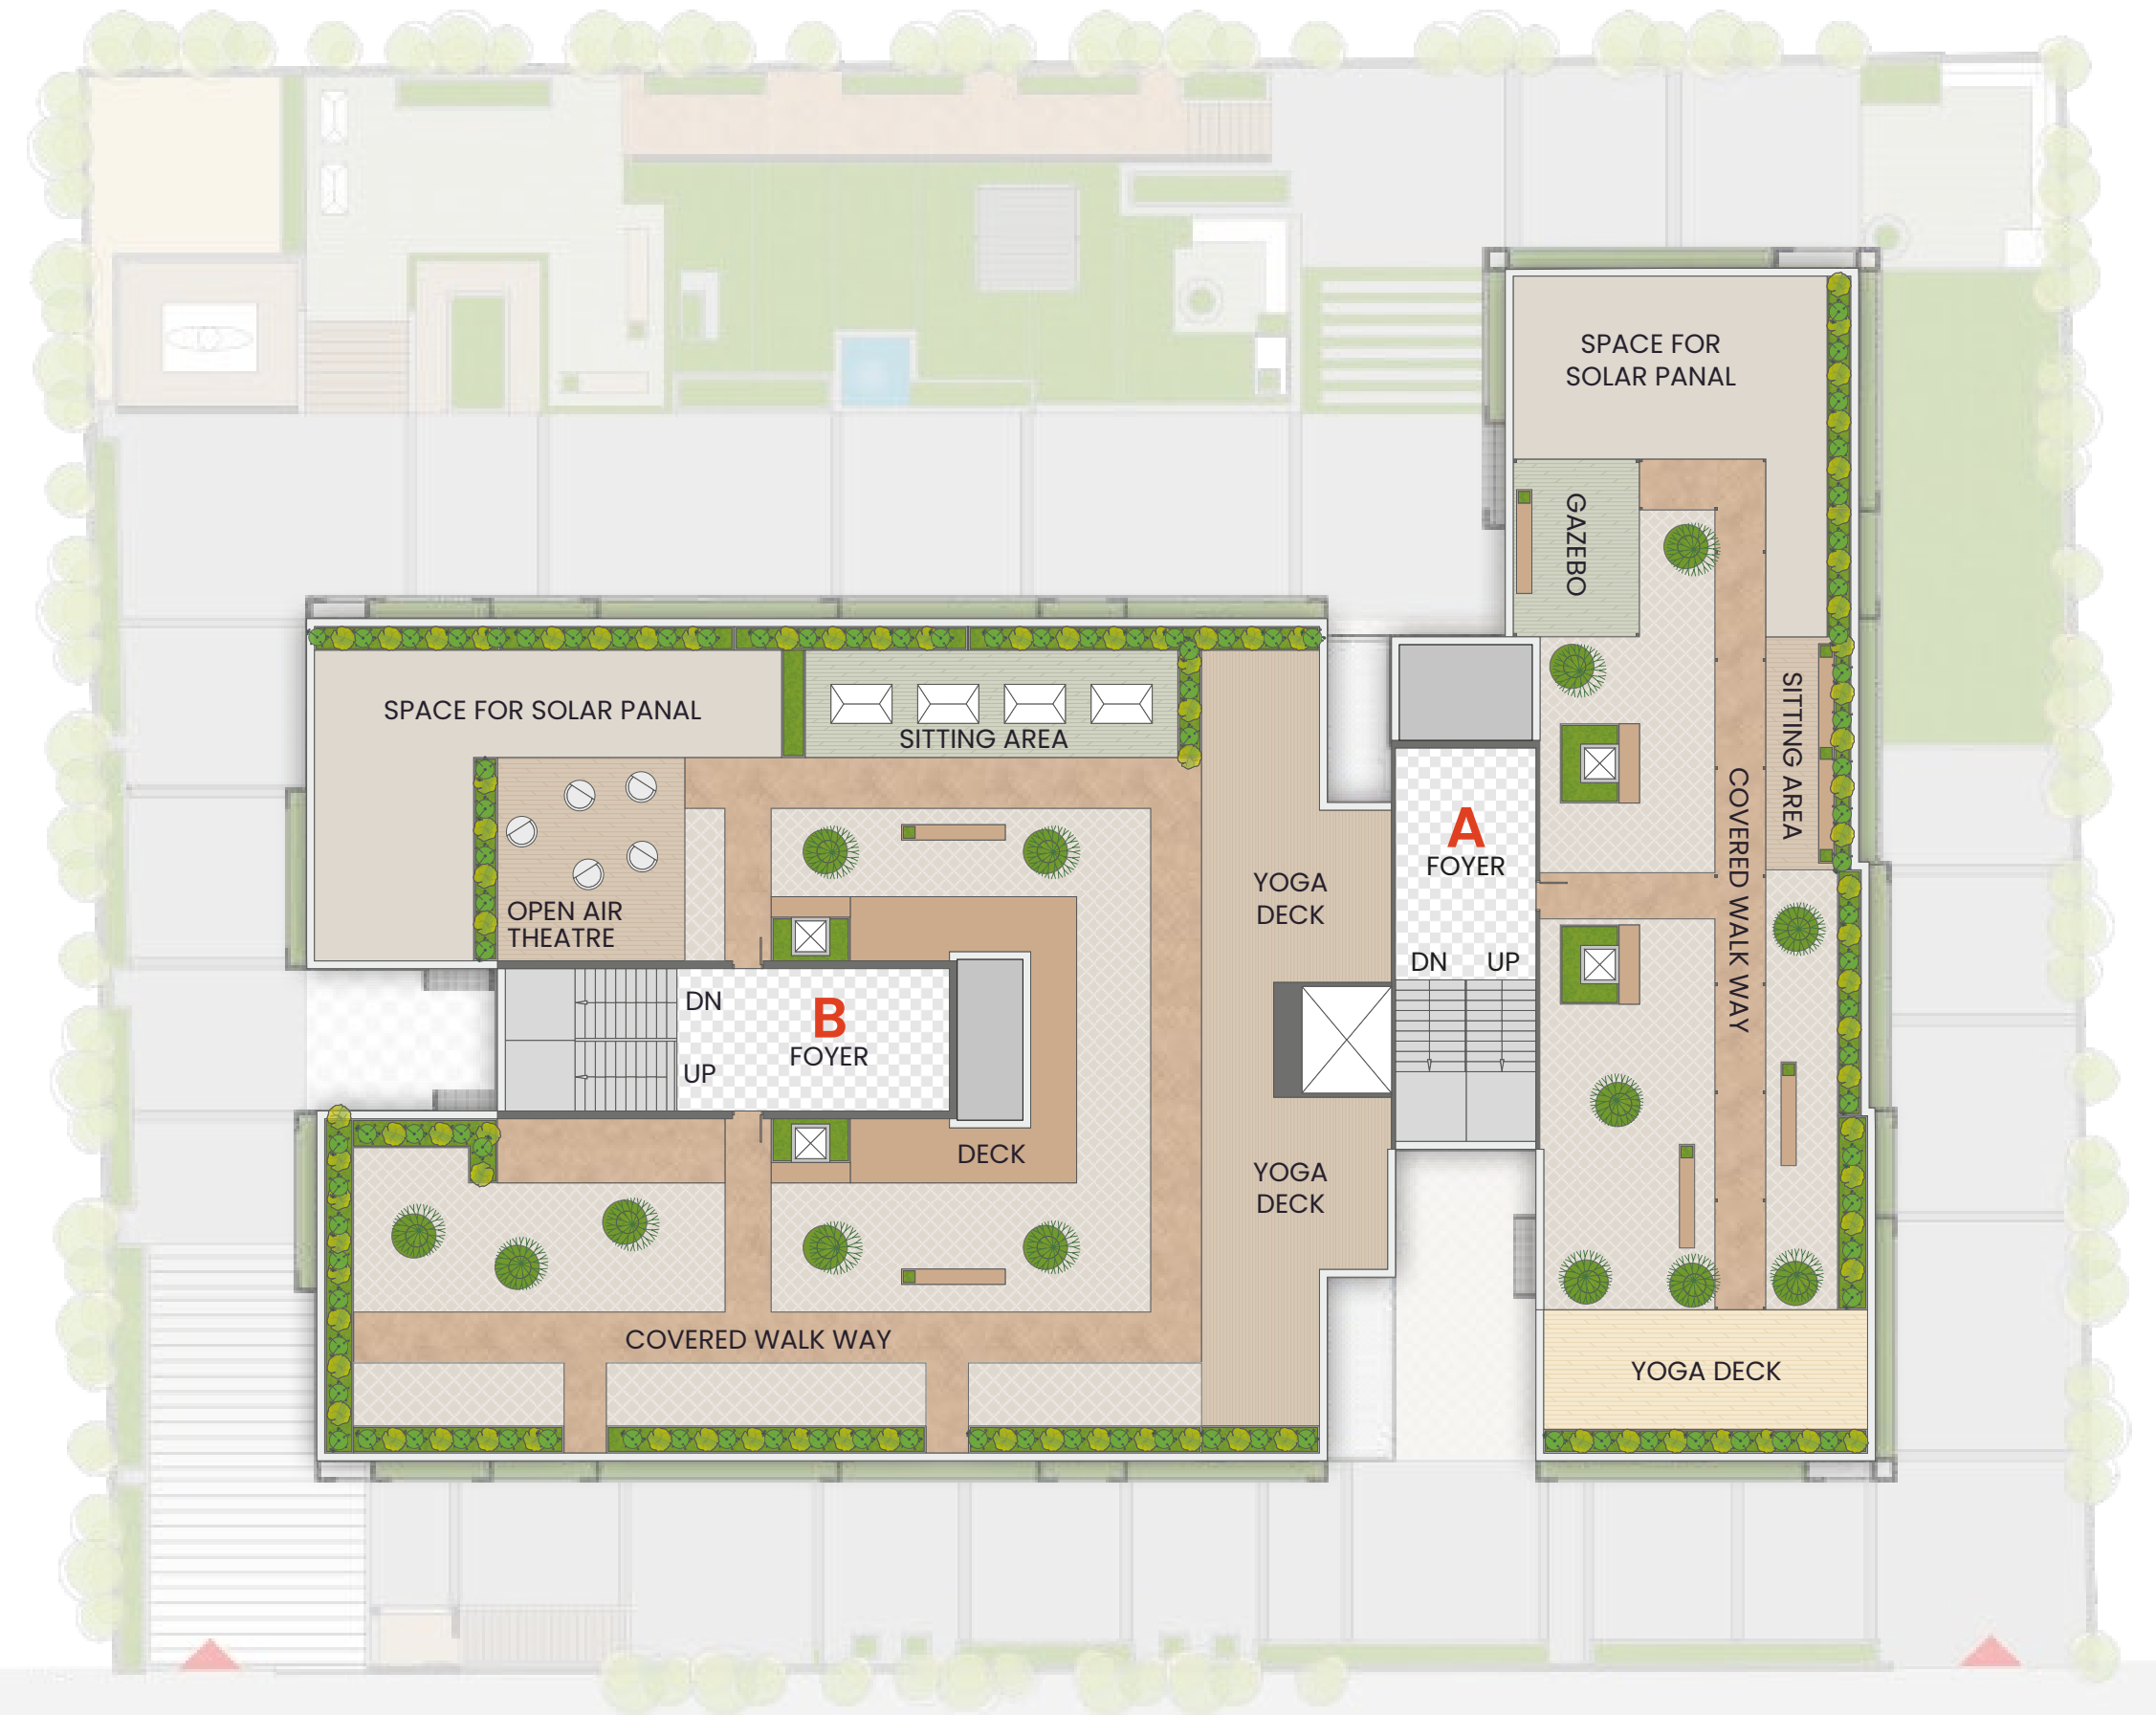 SPACE FOR
SOLAR PANAL
GAZEBO
SITTING AREA
COVERED WALK WAY
SPACE FOR SOLAR PANAL
SITTING AREA
OPEN AIR
THEATRE
YOGA
DECK
A
FOYER
DN UP
DN
B
FOYER
UP
DECK
YOGA
DECK
COVERED WALK WAY
YOGA DECK